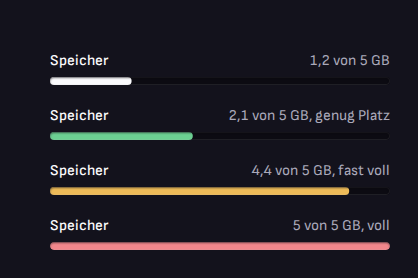 Speicher 1,2 von 5 GB
Speicher 2,1 von 5 GB, genug Platz
Speicher 4,4 von 5 GB, fast voll
Speicher 5 von 5 GB, voll